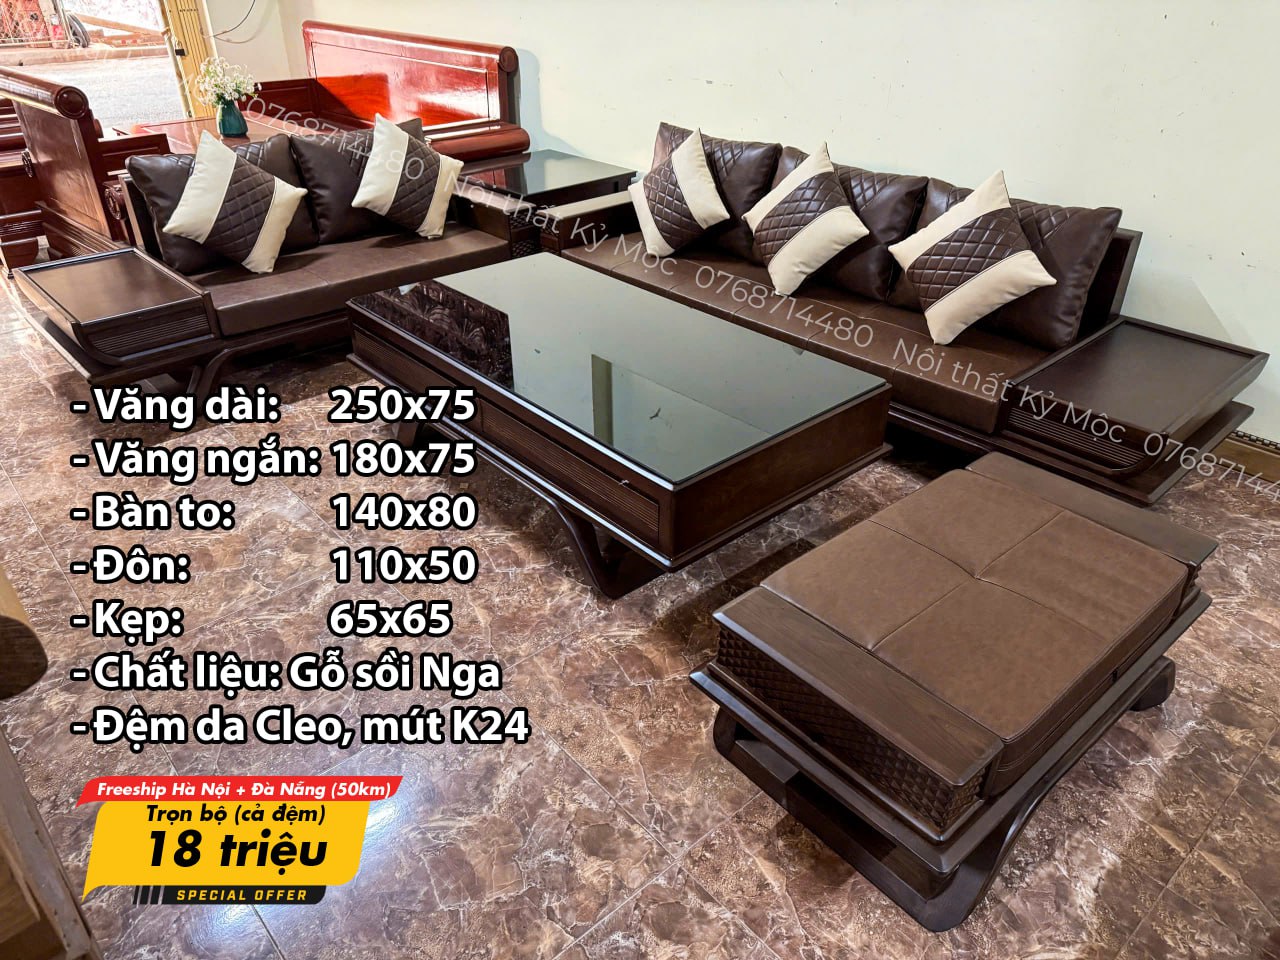 0768714480 Nội thất Kỷ Mộc 0768714480 Nội thất Kỷ Mộc 07687144
- Văng dài: 250x75
- Văng ngắn: 180x75
- Bàn to: 140x80
- Đôn: 110x50
- Kẹp: 65x65
- Chất liệu: Gỗ sồi Nga
- Đệm da Cleo, mút K24
Freeship Hà Nội + Đà Nẵng (50km)
Trọn bộ (cả đệm)
18 triệu
SPECIAL OFFER